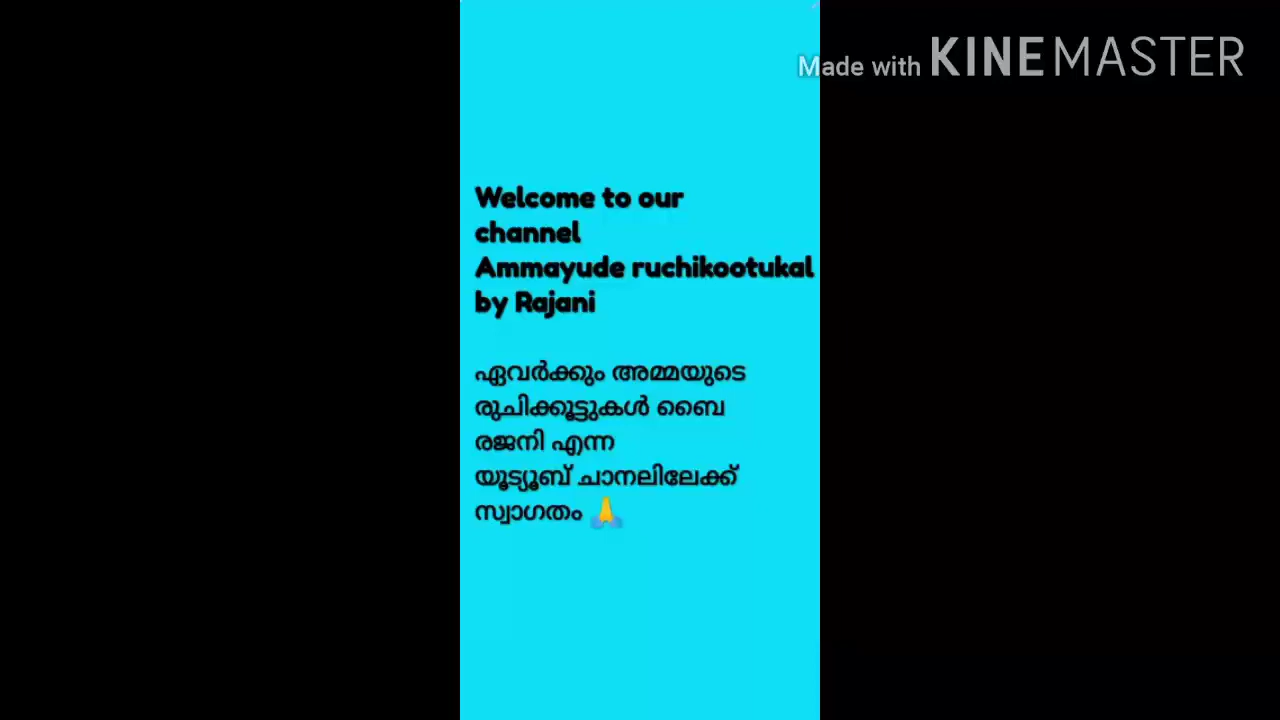 Made with KINEMASTER
Welcome to our
channel
Ammayude ruchikootukal
by Rajani
ഏവർക്കും അമ്മയുടെ
രുചിക്കൂട്ടുകൾ ബൈ
രജനി എന്ന
യൂട്യൂബ് ചാനലിലേക്ക്
സ്വാഗതം 🙏